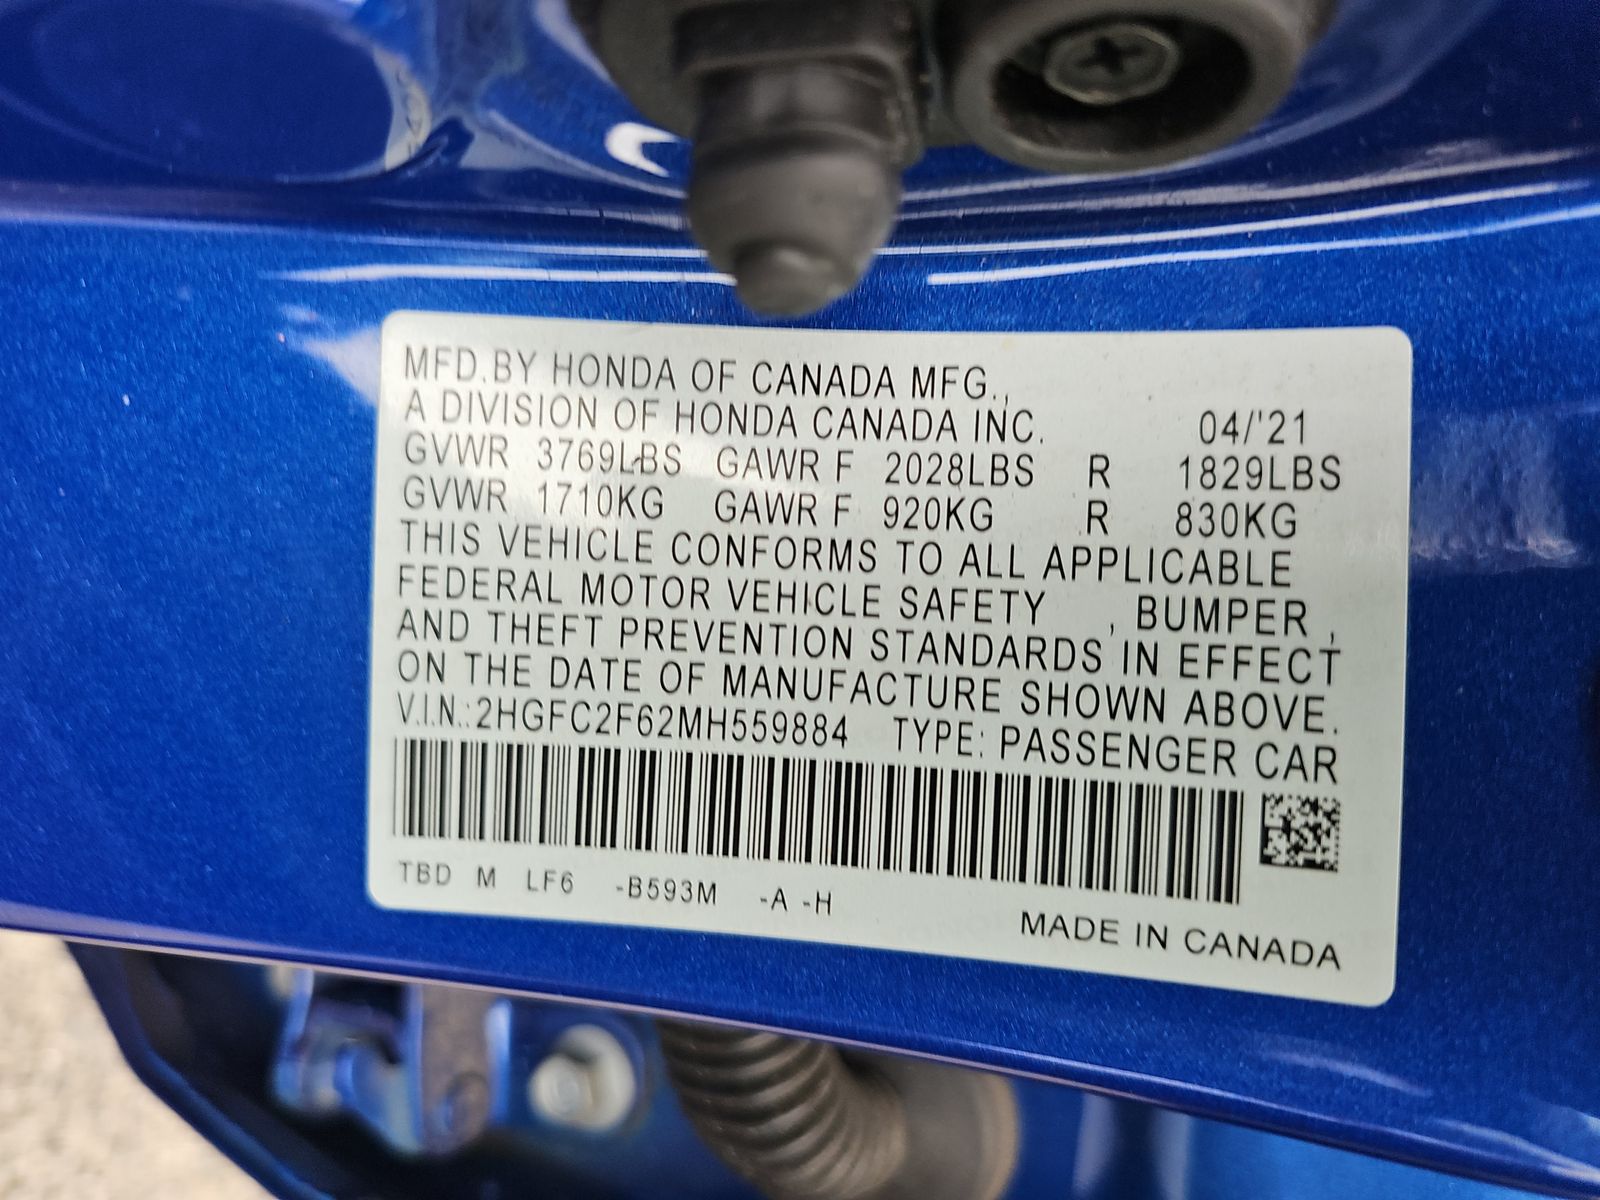 MFD.BY HONDA OF CANADA MFG.,
A DIVISION OF HONDA CANADA INC. 04/'21
GVWR 3769LBS GAWR F 2028LBS R 1829LBS
GVWR 1710KG GAWR F 920KG R 830KG
THIS VEHICLE CONFORMS TO ALL APPLICABLE
FEDERAL MOTOR VEHICLE SAFETY , BUMPER ,
AND THEFT PREVENTION STANDARDS IN EFFECT
ON THE DATE OF MANUFACTURE SHOWN ABOVE.
V.I.N.:2HGFC2F62MH559884 TYPE: PASSENGER CAR
TBD M LF6 -B593M -A -H
MADE IN CANADA